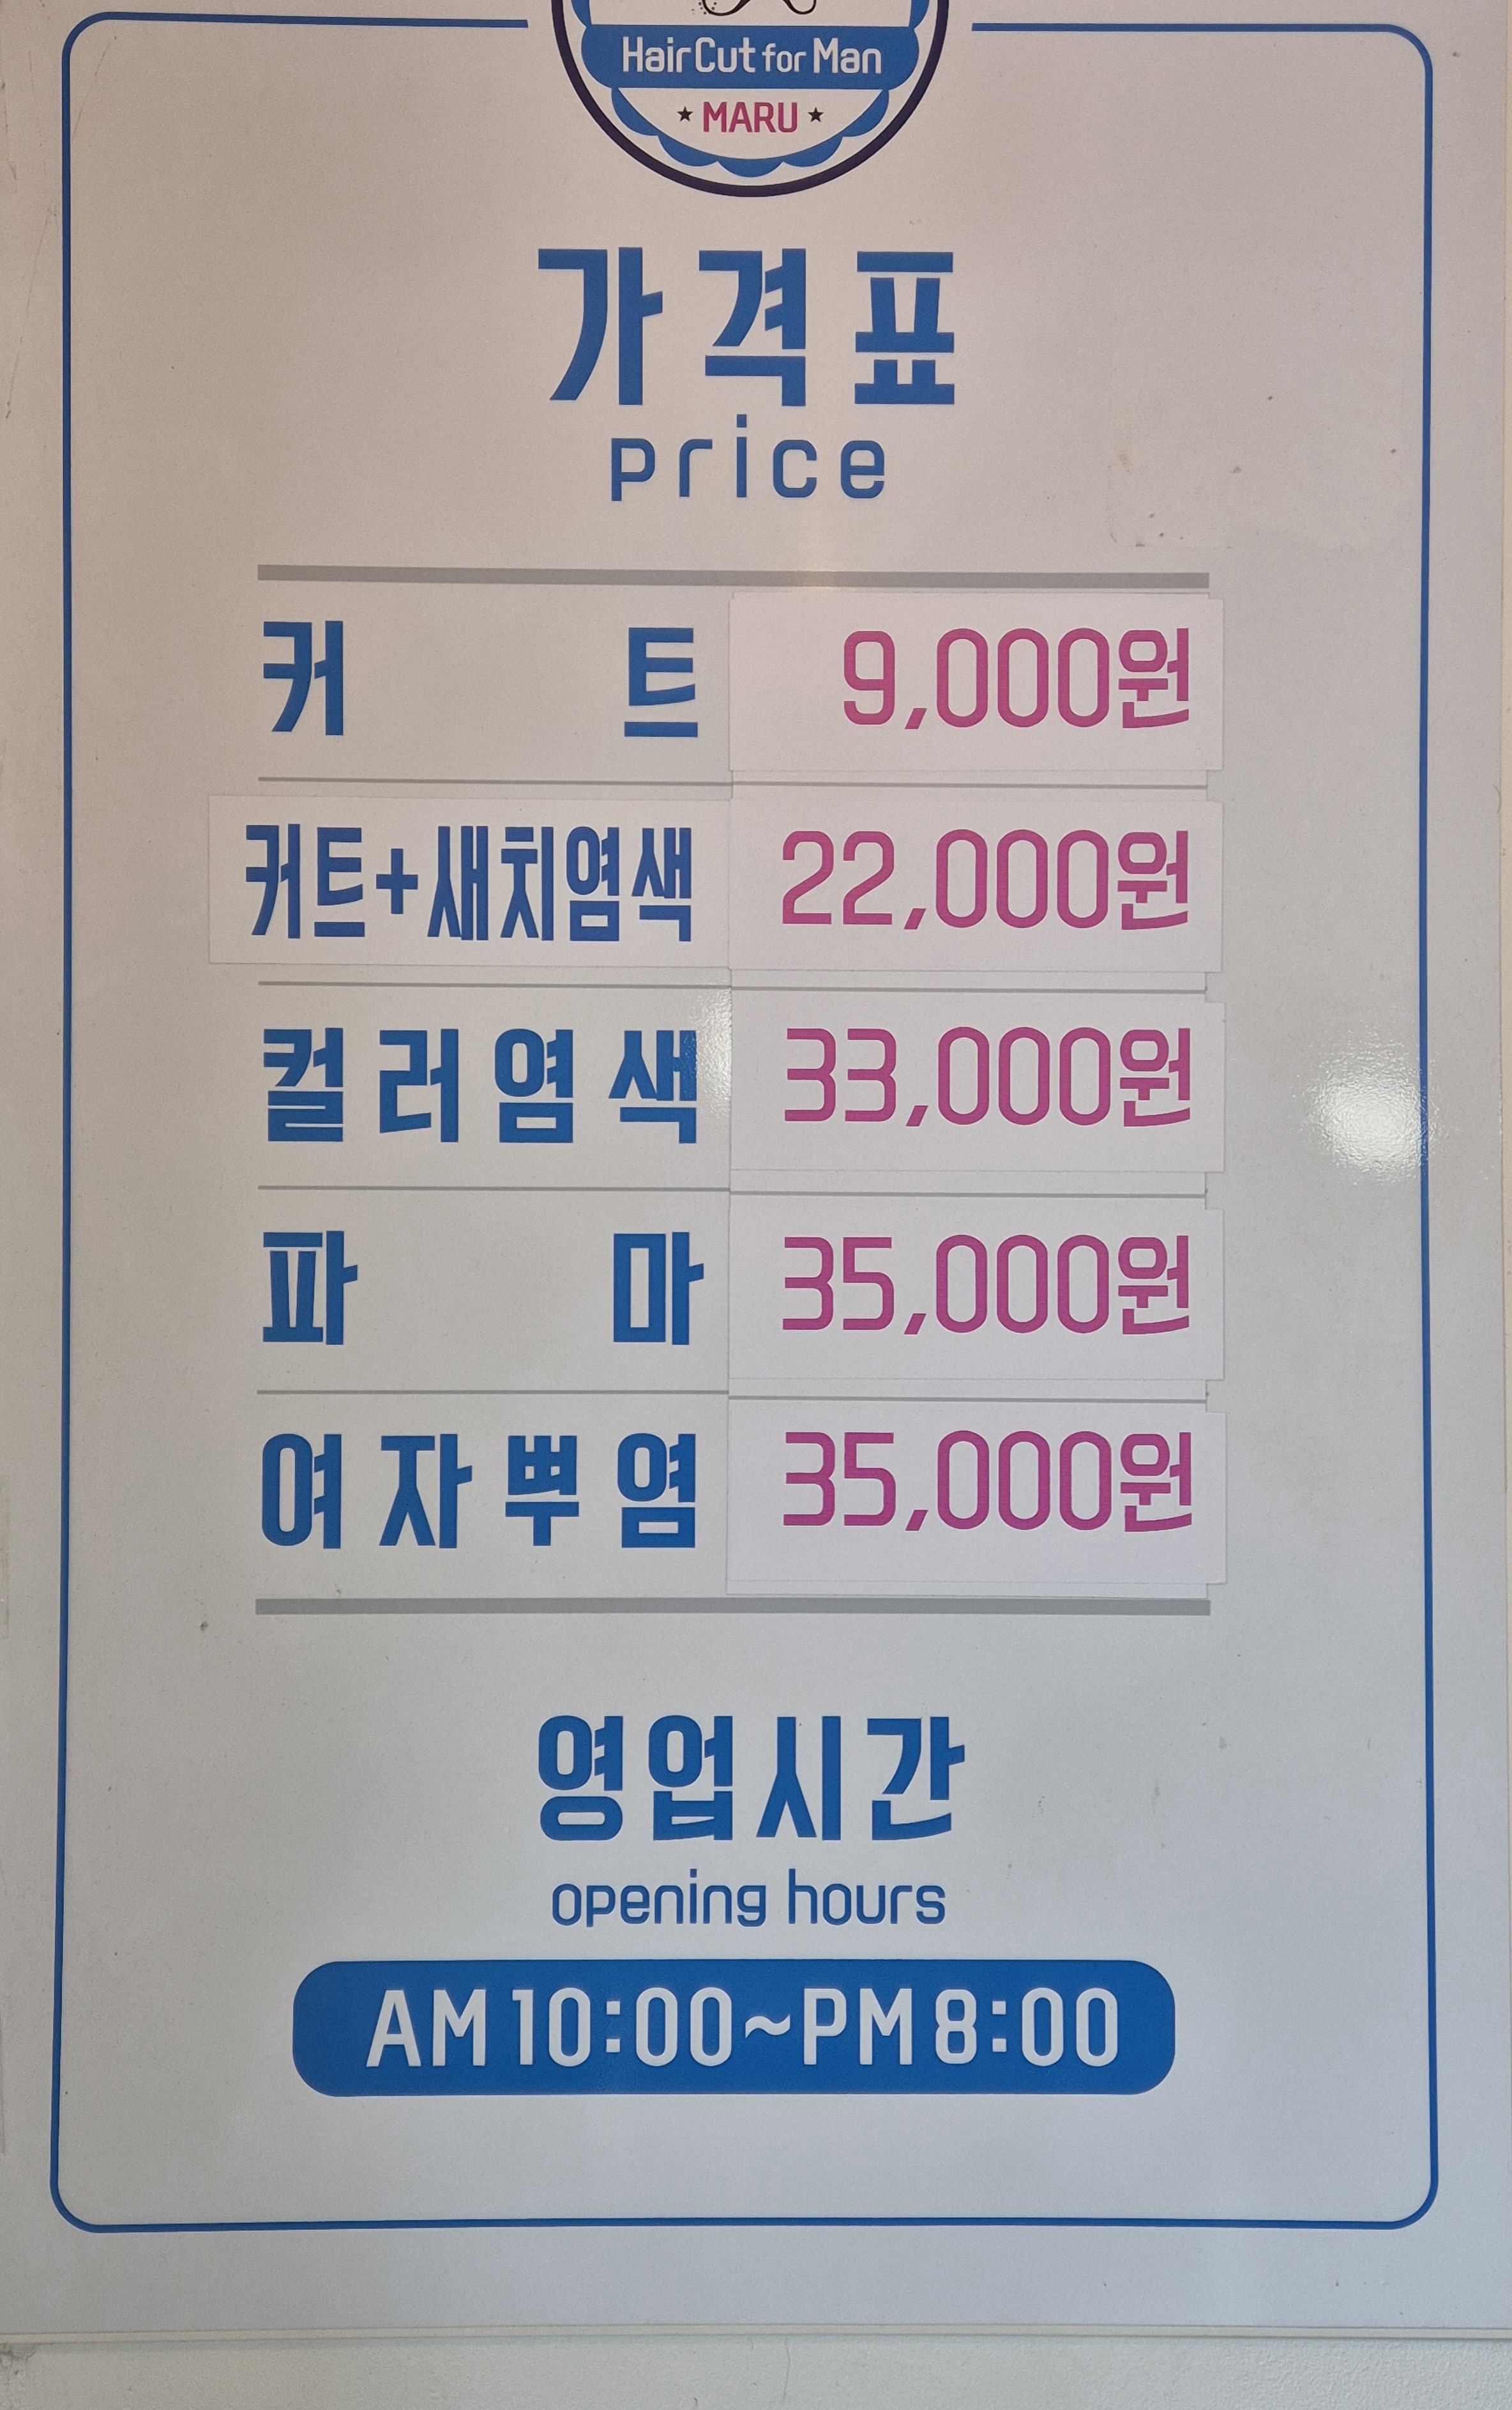 Hair Cut for Man
★ MARU ★
가격표
price
커트 9,000원
커트+새치염색 22,000원
컬러염색 33,000원
파마 35,000원
여자뿌염 35,000원
영업시간
opening hours
AM 10:00~PM 8:00